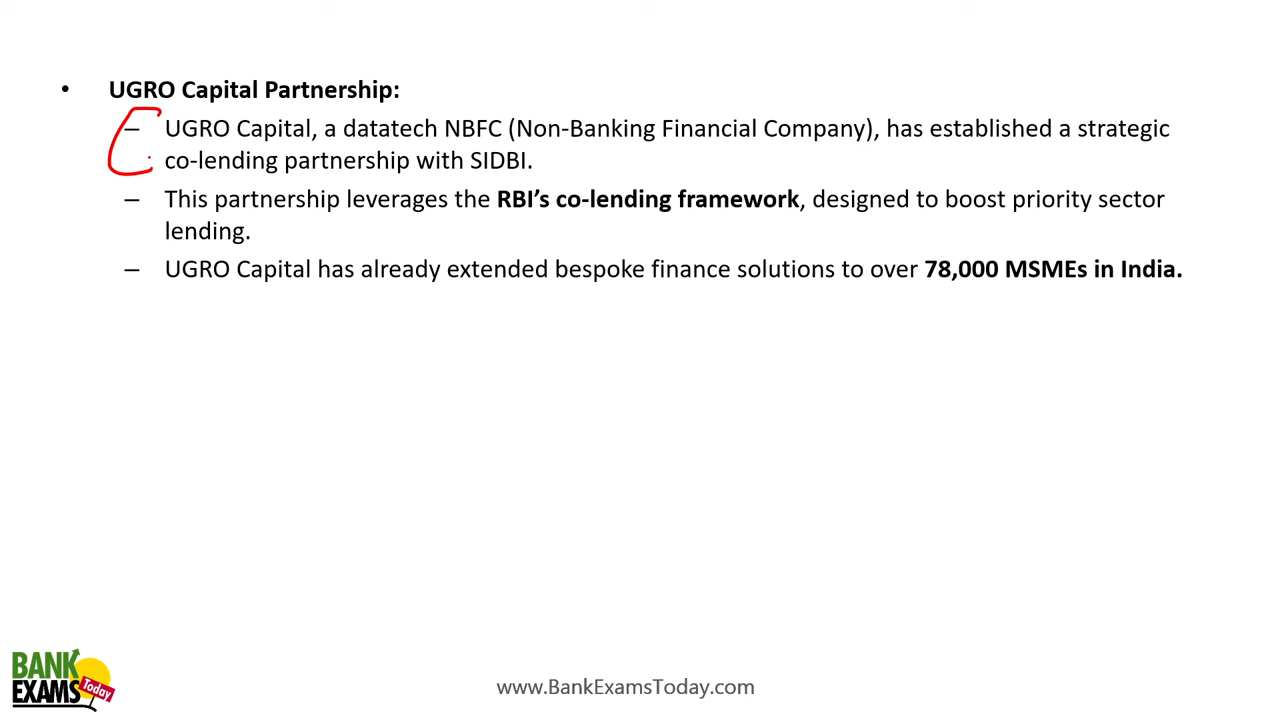 • UGRO Capital Partnership:
– UGRO Capital, a datatech NBFC (Non-Banking Financial Company), has established a strategic
co-lending partnership with SIDBI.
– This partnership leverages the RBI’s co-lending framework, designed to boost priority sector
lending.
– UGRO Capital has already extended bespoke finance solutions to over 78,000 MSMEs in India.
BANK
EXAMS Today
www.BankExamsToday.com